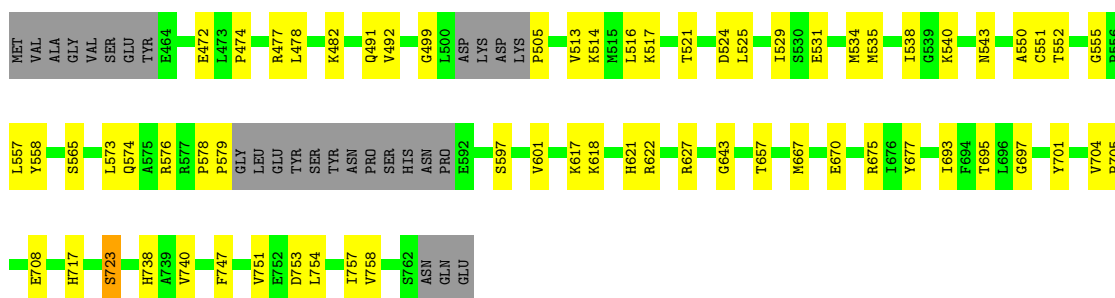 MET VAL ALA GLY VAL SER GLU TYR E464 E472 L473 P474 R477 L478 K482 Q491 V492 G499 L500 ASP LYS ASP LYS P505 V513 K514 M515 L516 K517 T521 D524 L525 I529 S530 E531 M534 M535 I538 G539 K540 N543 A550 C551 T552 G555 R556
L557 Y558 S565 L573 Q574 A575 R576 R577 P578 P579 GLY LEU GLU TYR SER TYR ASN PRO SER HIS ASN PRO E592 S597 V601 K617 K618 H621 R622 R627 G643 T657 M667 E670 R675 I676 Y677 I693 F694 T695 L696 G697 Y701 V704 R705
E708 H717 S723 H738 A739 V740 F747 V751 E752 D753 L754 I757 V758 S762 ASN GLN GLU